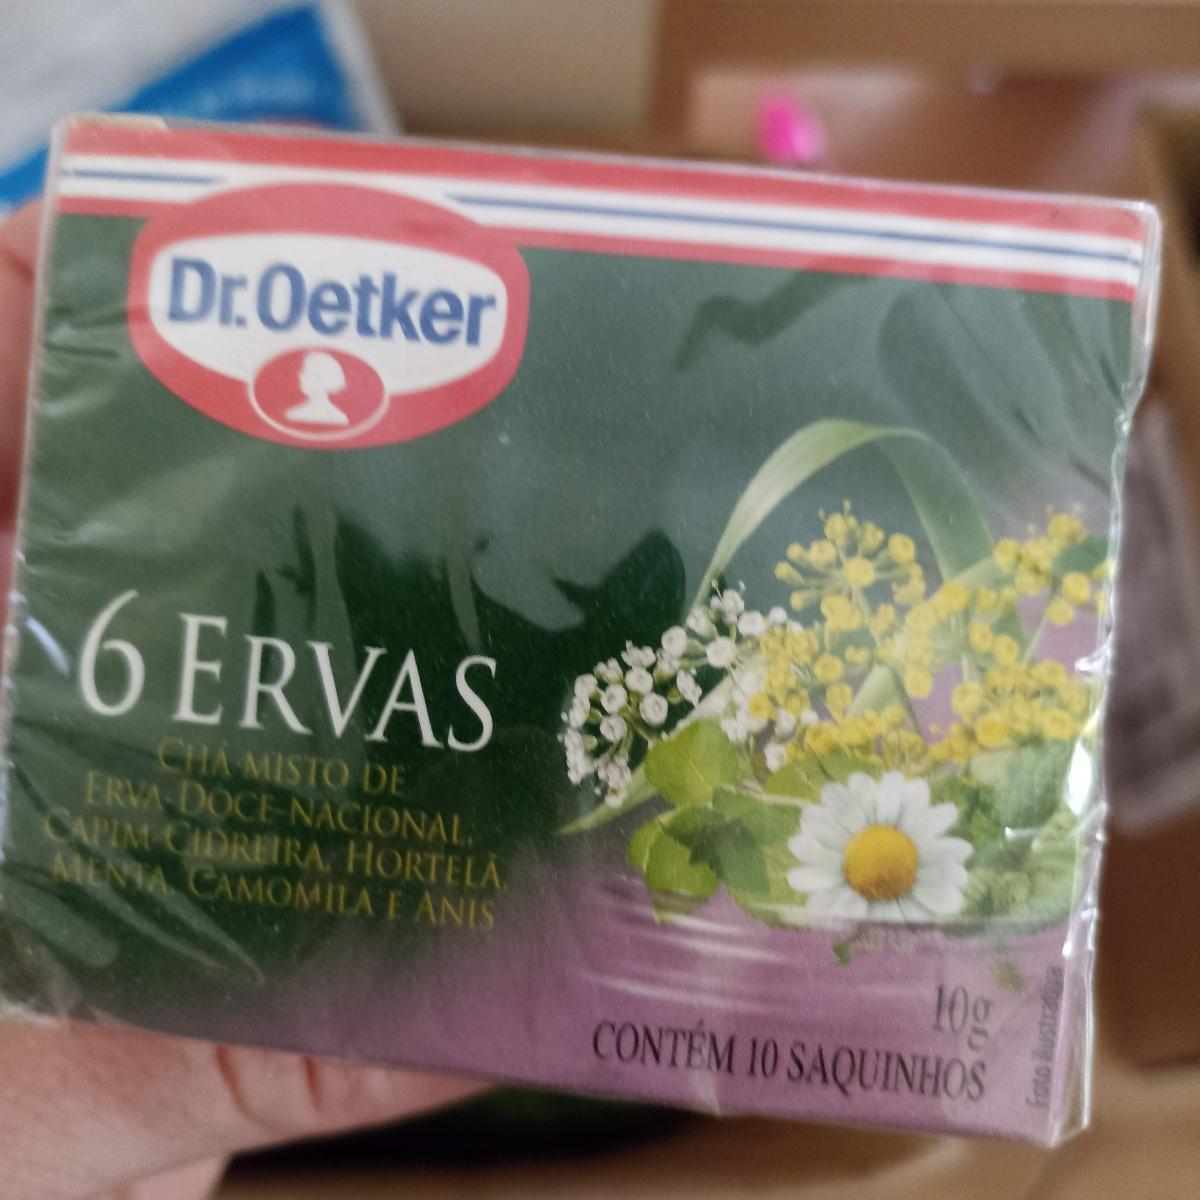 Dr.Oetker
6 ERVAS
CHÁ MISTO DE
ERVA-DOCE-NACIONAL,
CAPIM-CIDREIRA, HORTELÃ,
MENTA, CAMOMILA E ANIS
10g
CONTÉM 10 SAQUINHOS
Foto Ilustrativa